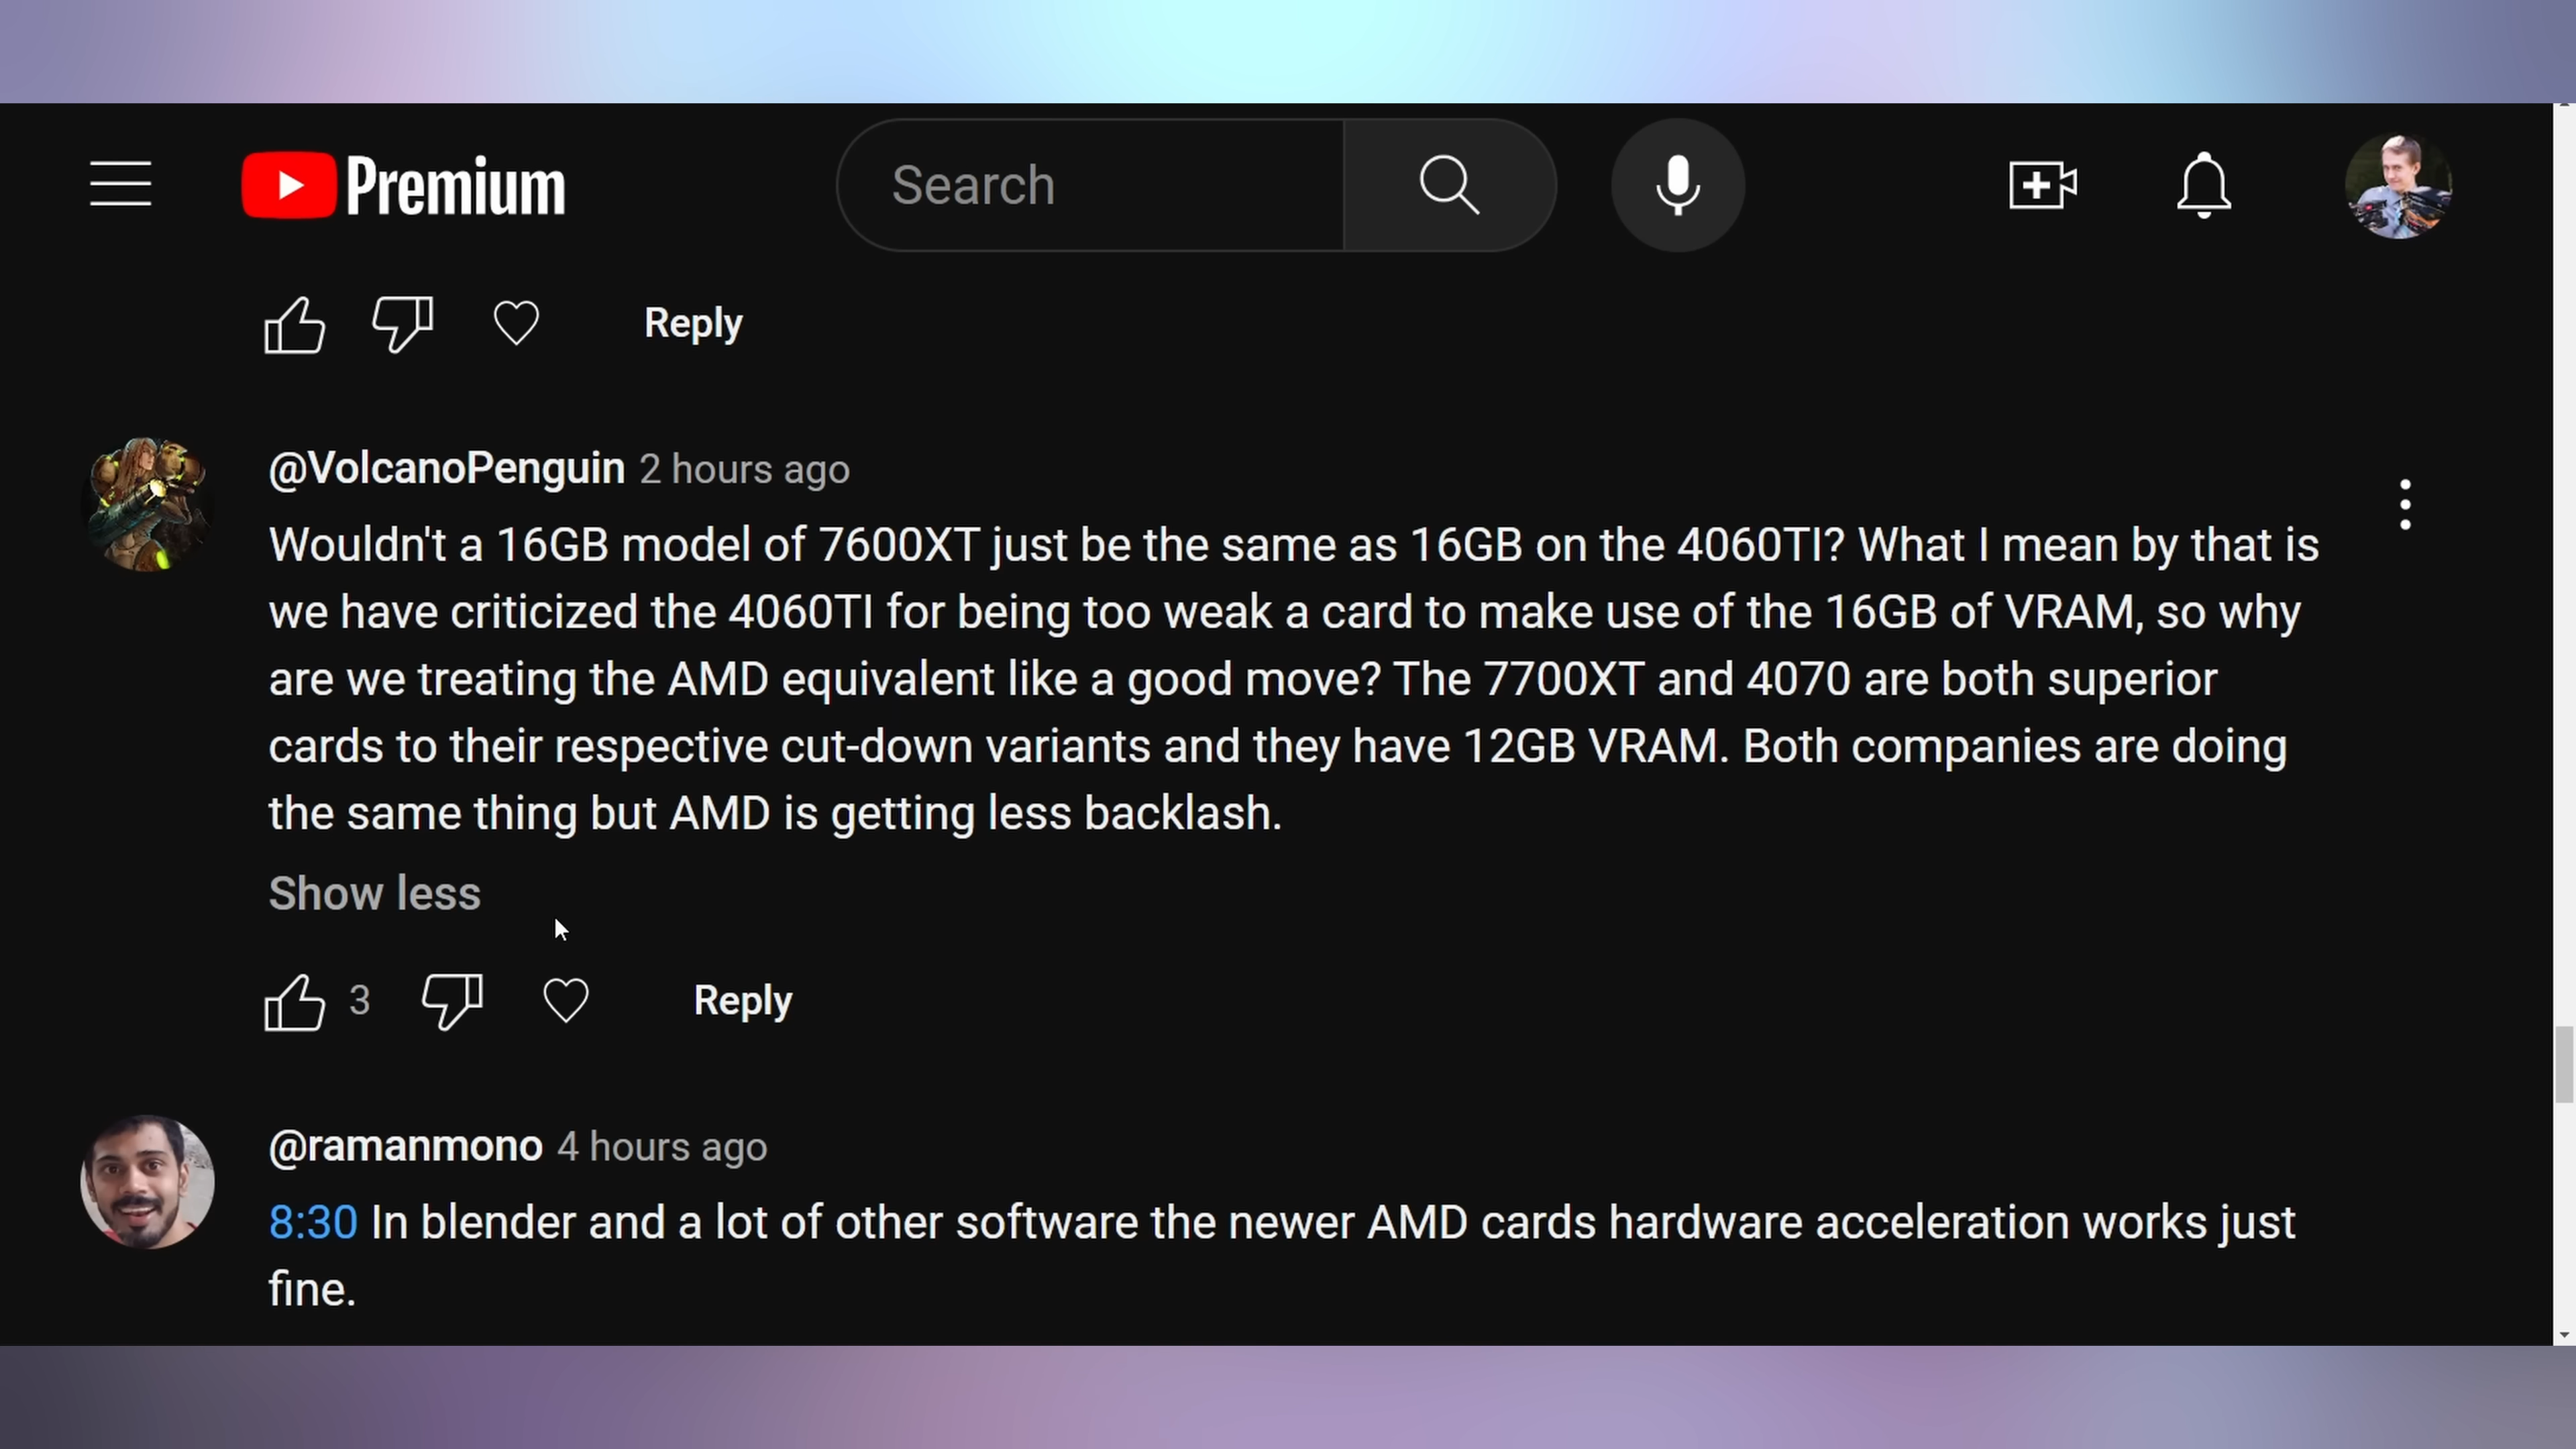 Premium
Search
Reply
@VolcanoPenguin 2 hours ago
Wouldn't a 16GB model of 7600XT just be the same as 16GB on the 4060TI? What I mean by that is
we have criticized the 4060TI for being too weak a card to make use of the 16GB of VRAM, so why
are we treating the AMD equivalent like a good move? The 7700XT and 4070 are both superior
cards to their respective cut-down variants and they have 12GB VRAM. Both companies are doing
the same thing but AMD is getting less backlash.
Show less
3 Reply
@ramanmono 4 hours ago
8:30 In blender and a lot of other software the newer AMD cards hardware acceleration works just
fine.